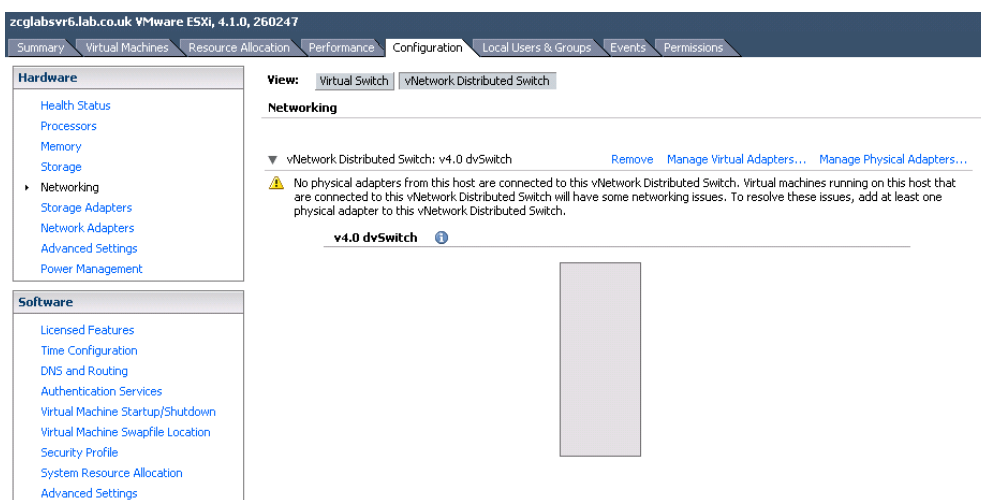 zcglabsvr6.lab.co.uk VMware ESXi, 4.1.0, 260247
Summary Virtual Machines Resource Allocation Performance Configuration Local Users & Groups Events Permissions
Hardware
Health Status
Processors
Memory
Storage
Networking
Storage Adapters
Network Adapters
Advanced Settings
Power Management
Software
Licensed Features
Time Configuration
DNS and Routing
Authentication Services
Virtual Machine Startup/Shutdown
Virtual Machine Swapfile Location
Security Profile
System Resource Allocation
Advanced Settings
View: Virtual Switch vNetwork Distributed Switch
Networking
vNetwork Distributed Switch: v4.0 dvSwitch Remove Manage Virtual Adapters... Manage Physical Adapters...
No physical adapters from this host are connected to this vNetwork Distributed Switch. Virtual machines running on this host that
are connected to this vNetwork Distributed Switch will have some networking issues. To resolve these issues, add at least one
physical adapter to this vNetwork Distributed Switch.
v4.0 dvSwitch